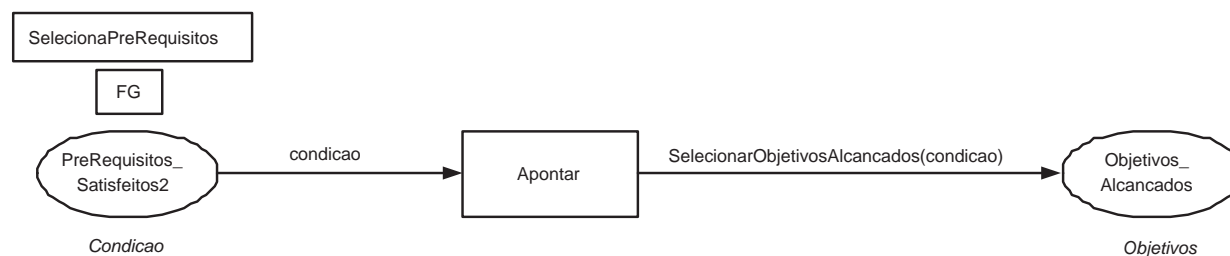 SelecionaPreRequisitos
FG
PreRequisitos_
Satisfeitos2
condicao
Apontar
SelecionarObjetivosAlcancados(condicao)
Objetivos_
Alcancados
Condicao
Objetivos